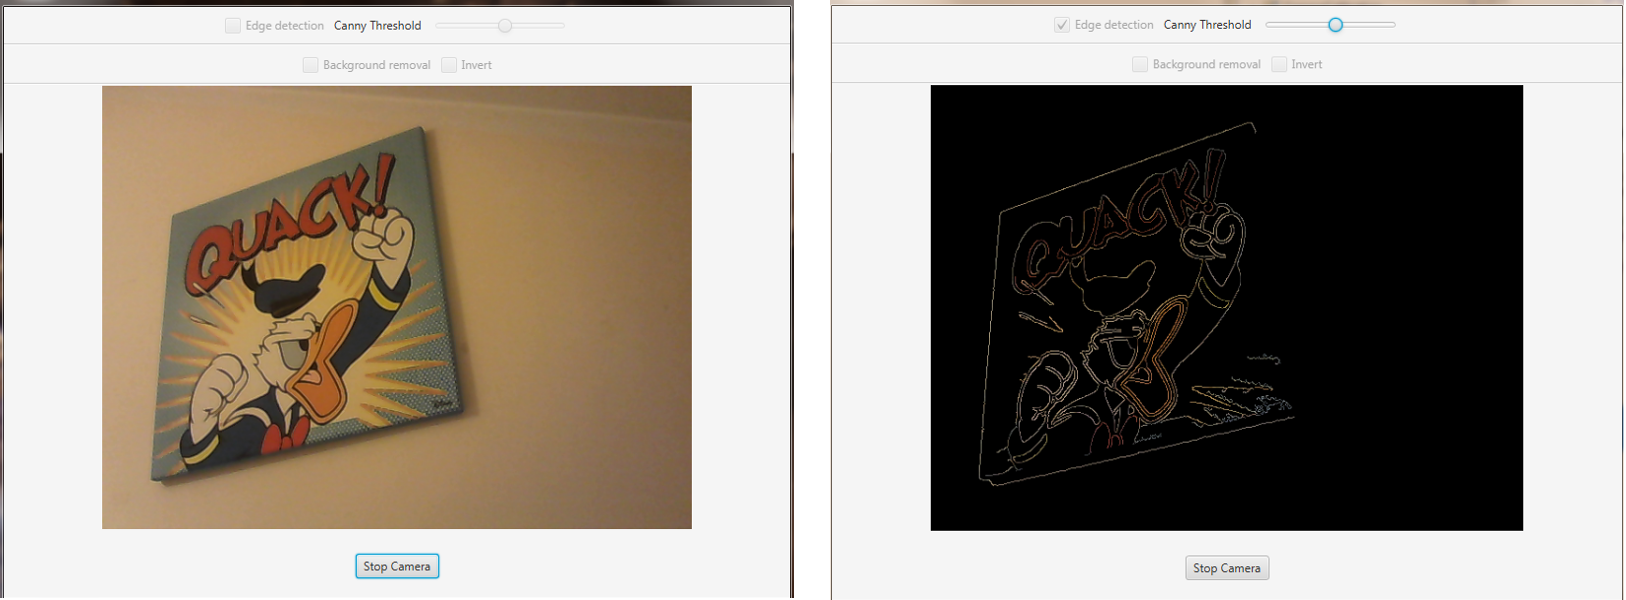 Edge detection Canny Threshold
Background removal Invert
QUACK!
Stop Camera
Edge detection Canny Threshold
Background removal Invert
QUACK!
Stop Camera